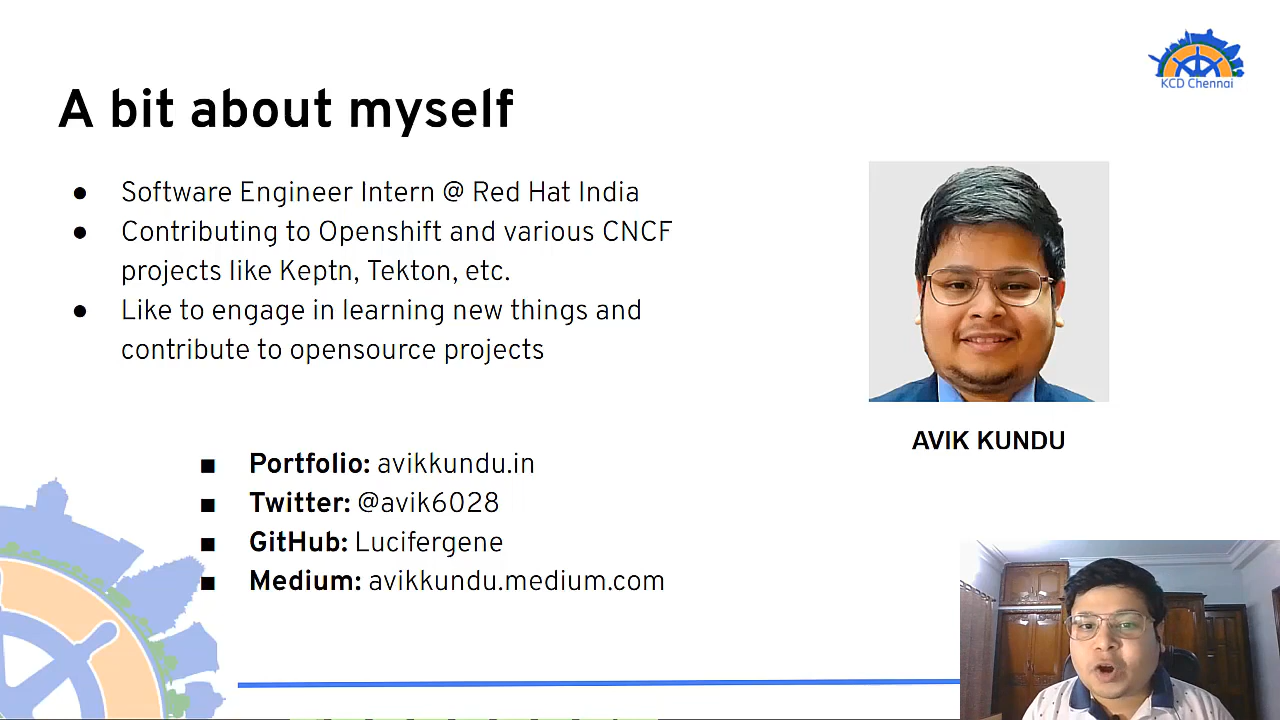 KCD Chennai
A bit about myself
● Software Engineer Intern @ Red Hat India
● Contributing to Openshift and various CNCF
projects like Keptn, Tekton, etc.
● Like to engage in learning new things and
contribute to opensource projects
AVIK KUNDU
■ Portfolio: avikkundu.in
■ Twitter: @avik6028
■ GitHub: Lucifergene
■ Medium: avikkundu.medium.com